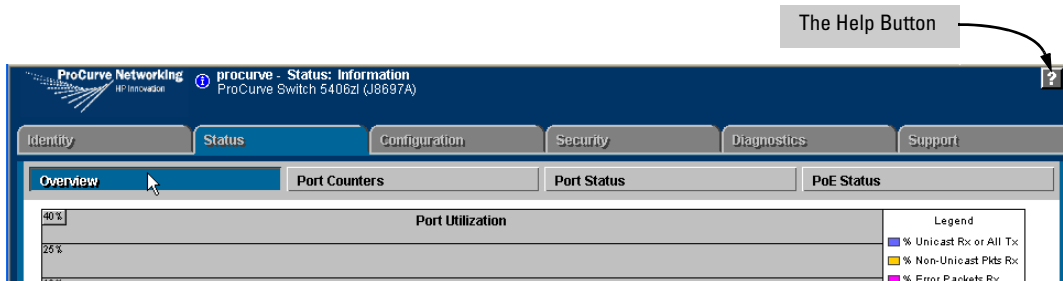 The Help Button
ProCurve Networking
HP Innovation
procurve - Status: Information
ProCurve Switch 5406zl (J8697A)
?
Identity
Status
Configuration
Security
Diagnostics
Support
Overview
Port Counters
Port Status
PoE Status
40 %
Port Utilization
Legend
% Unicast Rx or All Tx
25 %
% Non-Unicast Pkts Rx
% Error Packets Rx